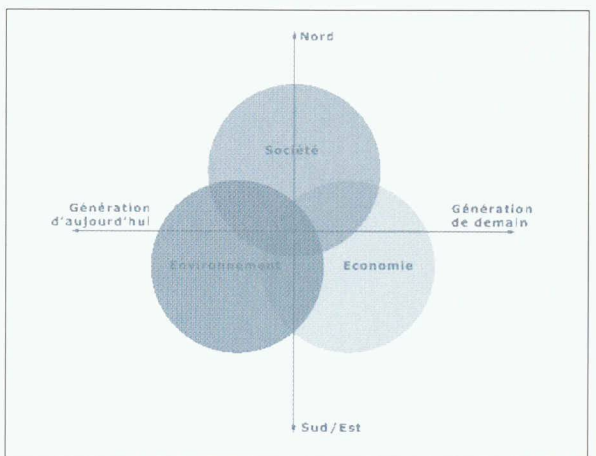 Nord
Société
Génération
d'aujourd'hui
Génération
de demain
Environnement
Economie
Sud/Est